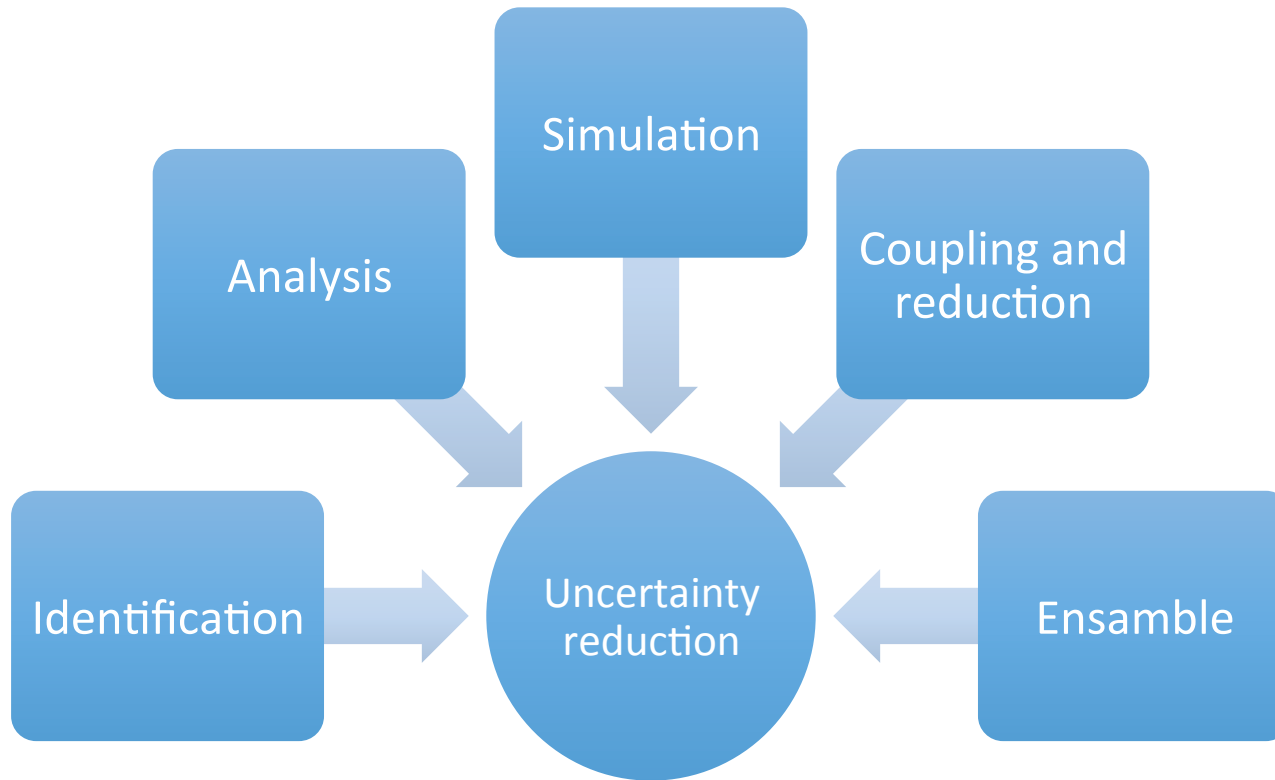 Simulation
Analysis
Coupling and
reduction
Identification
Uncertainty
reduction
Ensamble